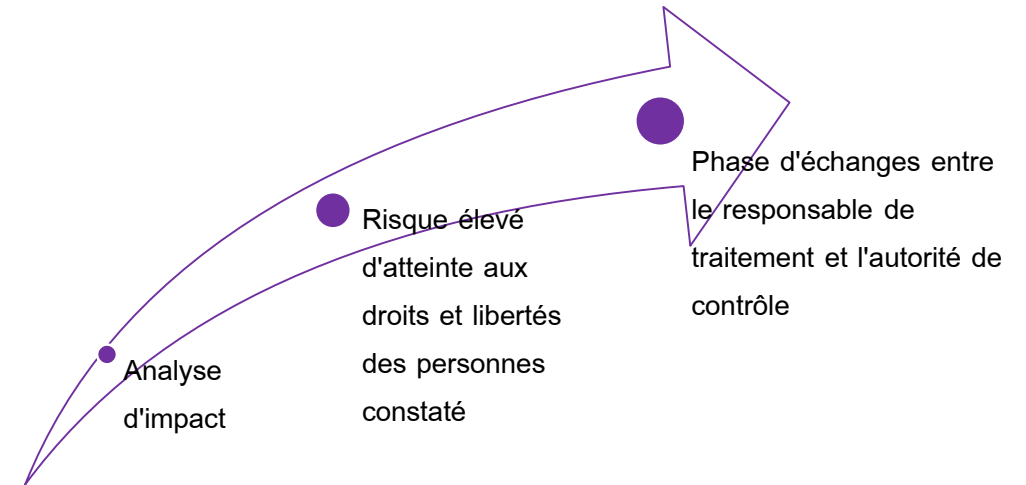 Analyse
d'impact
Risque élevé
d'atteinte aux
droits et libertés
des personnes
constaté
Phase d'échanges entre
le responsable de
traitement et l'autorité de
contrôle